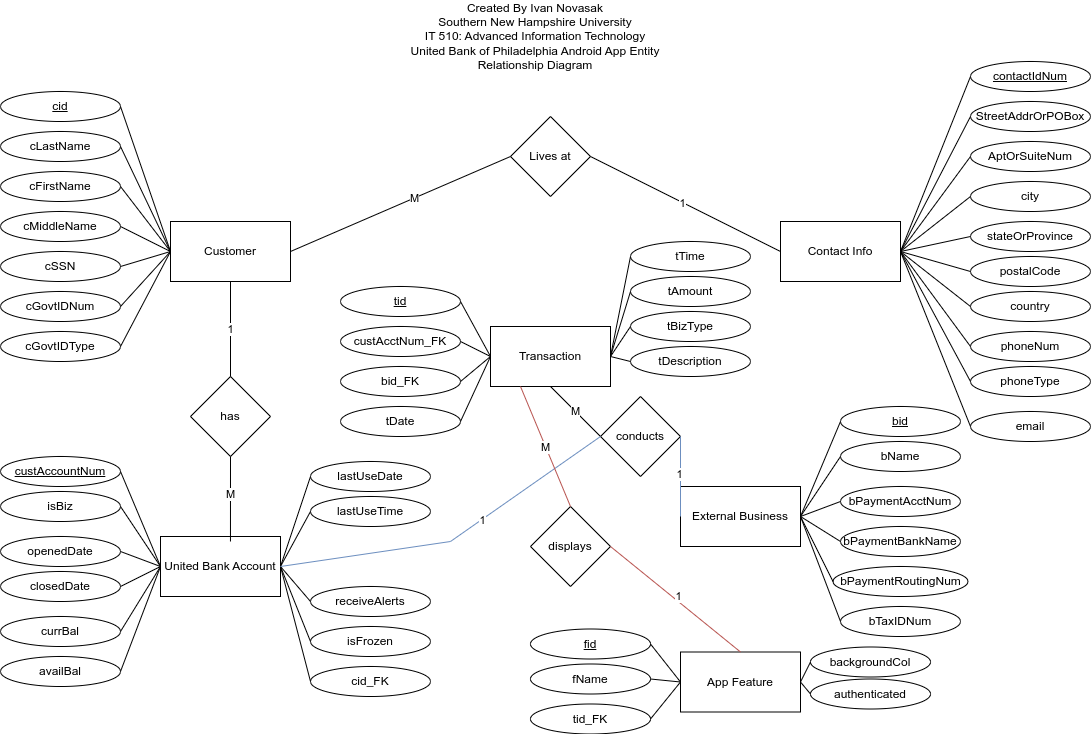 Created By Ivan Novasak
Southern New Hampshire University
IT 510: Advanced Information Technology
United Bank of Philadelphia Android App Entity
Relationship Diagram
cid
cLastName
cFirstName
cMiddleName
cSSN
cGovtIDNum
cGovtIDType
Customer
M
Lives at
1
Contact Info
contactIdNum
StreetAddrOrPOBox
AptOrSuiteNum
city
stateOrProvince
postalCode
country
phoneNum
phoneType
email
1
has
M
tid
custAcctNum_FK
bid_FK
tDate
Transaction
tTime
tAmount
tBizType
tDescription
M
conducts
1
1
M
displays
1
custAccountNum
isBiz
openedDate
closedDate
currBal
availBal
United Bank Account
lastUseDate
lastUseTime
receiveAlerts
isFrozen
cid_FK
External Business
bid
bName
bPaymentAcctNum
bPaymentBankName
bPaymentRoutingNum
bTaxIDNum
fid
fName
tid_FK
App Feature
backgroundCol
authenticated